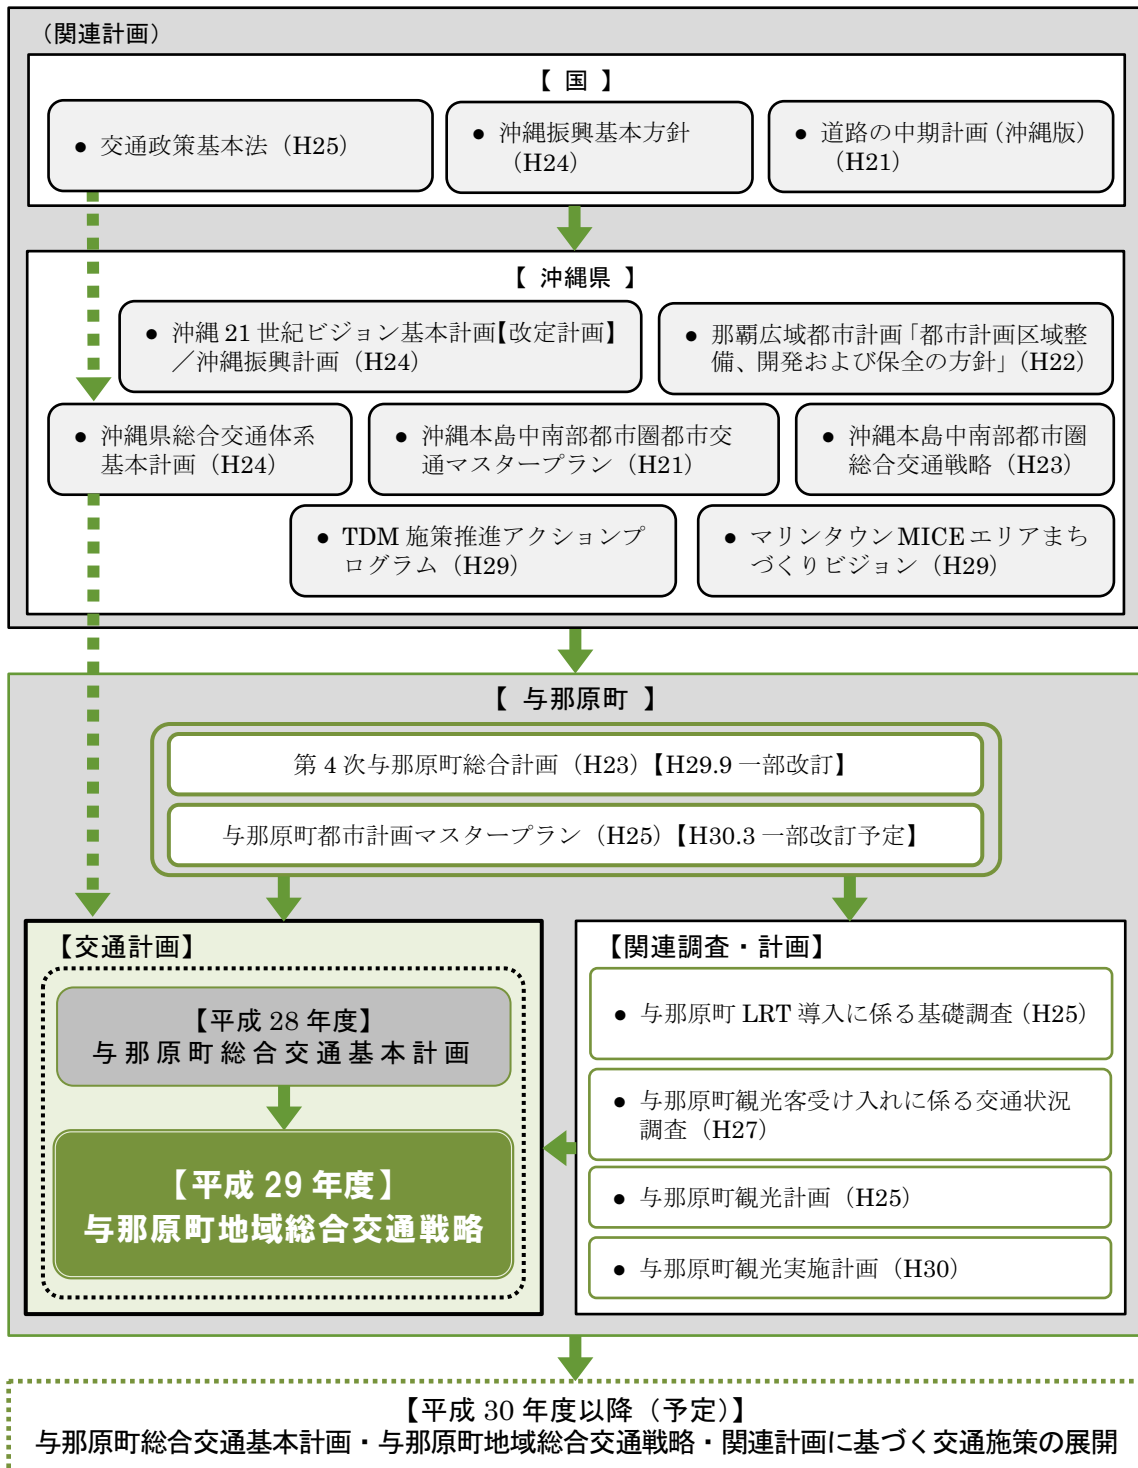 （関連計画）
【 国 】
● 交通政策基本法（H25）
● 沖縄振興基本方針
（H24）
● 道路の中期計画（沖縄版）
（H21）
【 沖縄県 】
● 沖縄 21 世紀ビジョン基本計画【改定計画】
／沖縄振興計画（H24）
● 那覇広域都市計画「都市計画区域整
備、開発および保全の方針」（H22）
● 沖縄県総合交通体系
基本計画（H24）
● 沖縄本島中南部都市圏都市交
通マスタープラン（H21）
● 沖縄本島中南部都市圏
総合交通戦略（H23）
● TDM 施策推進アクションプ
ログラム（H29）
● マリンタウン MICE エリアまち
づくりビジョン（H29）
【 与那原町 】
第 4 次与那原町総合計画（H23）【H29.9 一部改訂】
与那原町都市計画マスタープラン（H25）【H30.3 一部改訂予定】
【交通計画】
【平成 28 年度】
与那原町総合交通基本計画
【平成 29 年度】
与那原町地域総合交通戦略
【関連調査・計画】
● 与那原町 LRT 導入に係る基礎調査（H25）
● 与那原町観光客受け入れに係る交通状況
調査（H27）
● 与那原町観光計画（H25）
● 与那原町観光実施計画（H30）
【平成 30 年度以降（予定）】
与那原町総合交通基本計画・与那原町地域総合交通戦略・関連計画に基づく交通施策の展開